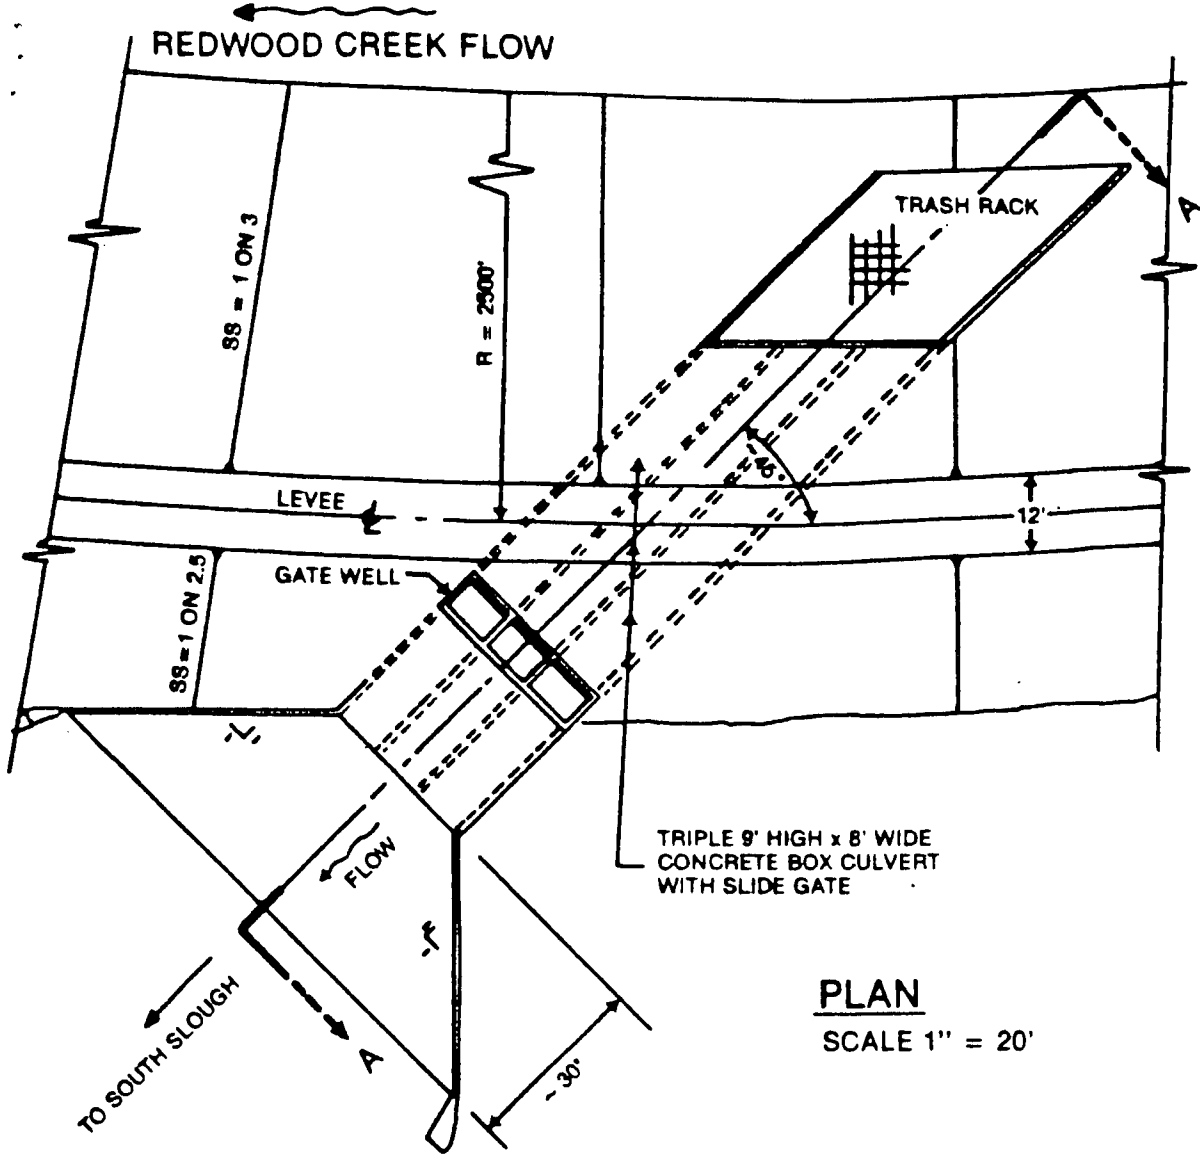 REDWOOD CREEK FLOW
TRASH RACK
A
SS = 1 ON 3
R = 2500'
45°
LEVEE
12'
GATE WELL
SS = 1 ON 2.5
TRIPLE 9' HIGH x 8' WIDE
CONCRETE BOX CULVERT
WITH SLIDE GATE
FLOW
TO SOUTH SLOUGH
A
~ 30'
PLAN
SCALE 1" = 20'